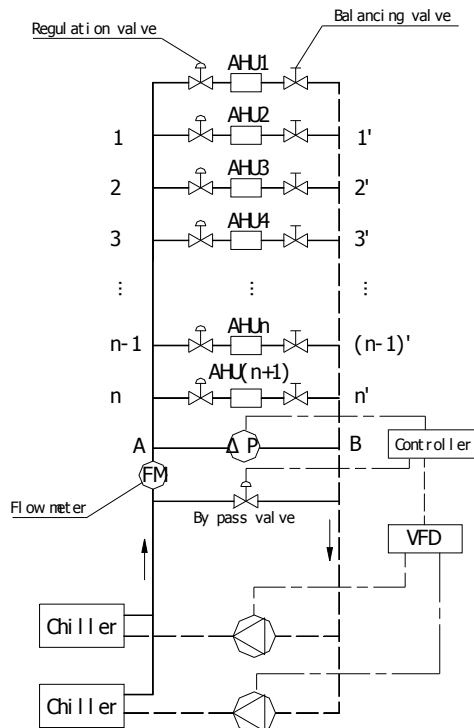 Regulation valve
Balancing valve
AHU1
AHU2
1
1'
AHU3
2
2'
AHU4
3
3'
⋮ ⋮ ⋮
AHUn
n-1
(n-1)'
AHU(n+1)
n
n'
A
ΔP
B
Controller
FM
Flow meter
By pass valve
VFD
Chiller
Chiller